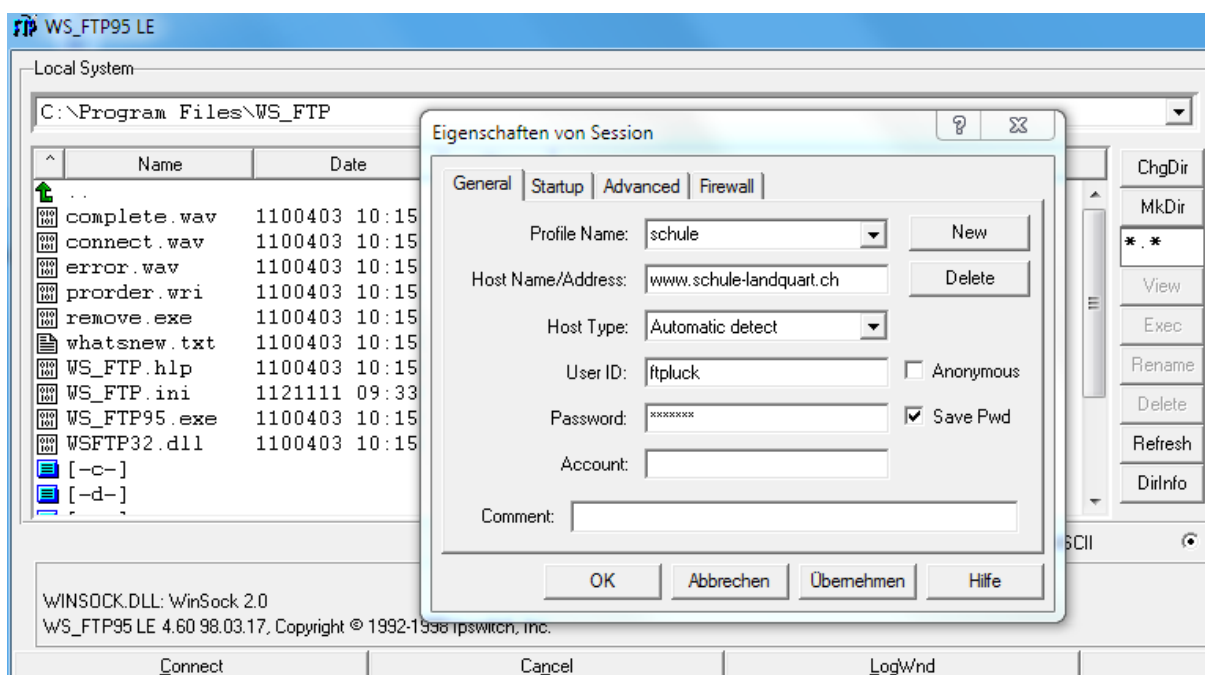 WS_FTP95 LE
Local System
C:\Program Files\WS_FTP
^ Name Date
..
complete.wav 1100403 10:15
connect.wav 1100403 10:15
error.wav 1100403 10:15
prorder.wri 1100403 10:15
remove.exe 1100403 10:15
whatsnew.txt 1100403 10:15
WS_FTP.hlp 1100403 10:15
WS_FTP.ini 1121111 09:33
WS_FTP95.exe 1100403 10:15
WSFTP32.dll 1100403 10:15
[-c-]
[-d-]
Eigenschaften von Session
General Startup Advanced Firewall
Profile Name: schule New
Host Name/Address: www.schule-landquart.ch Delete
Host Type: Automatic detect
User ID: ftpluck Anonymous
Password: ******* Save Pwd
Account:
Comment:
OK Abbrechen Übernehmen Hilfe
ChgDir
MkDir
*.*
View
Exec
Rename
Delete
Refresh
DirInfo
WINSOCK.DLL: WinSock 2.0
WS_FTP95 LE 4.60 98.03.17, Copyright © 1992-1998 Ipswitch, Inc.
Connect Cancel LogWnd